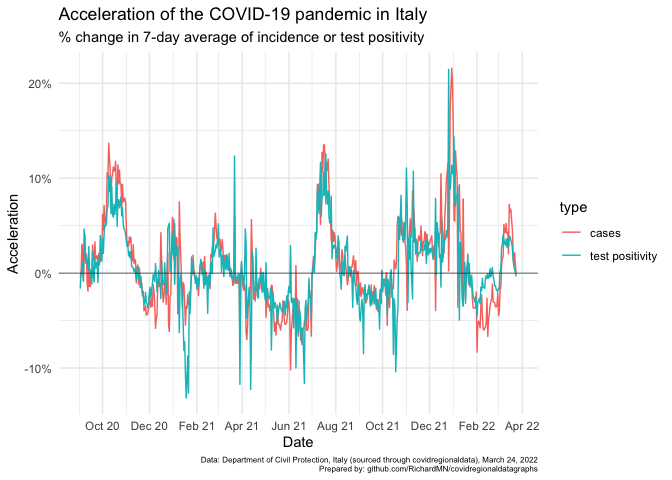 Acceleration of the COVID-19 pandemic in Italy
% change in 7-day average of incidence or test positivity
20%
10%
0%
-10%
Acceleration
Oct 20 Dec 20 Feb 21 Apr 21 Jun 21 Aug 21 Oct 21 Dec 21 Feb 22 Apr 22
Date
type
cases
test positivity
Data: Department of Civil Protection, Italy (sourced through covidregionaldata), March 24, 2022
Prepared by: github.com/RichardMN/covidregionaldatagraphs